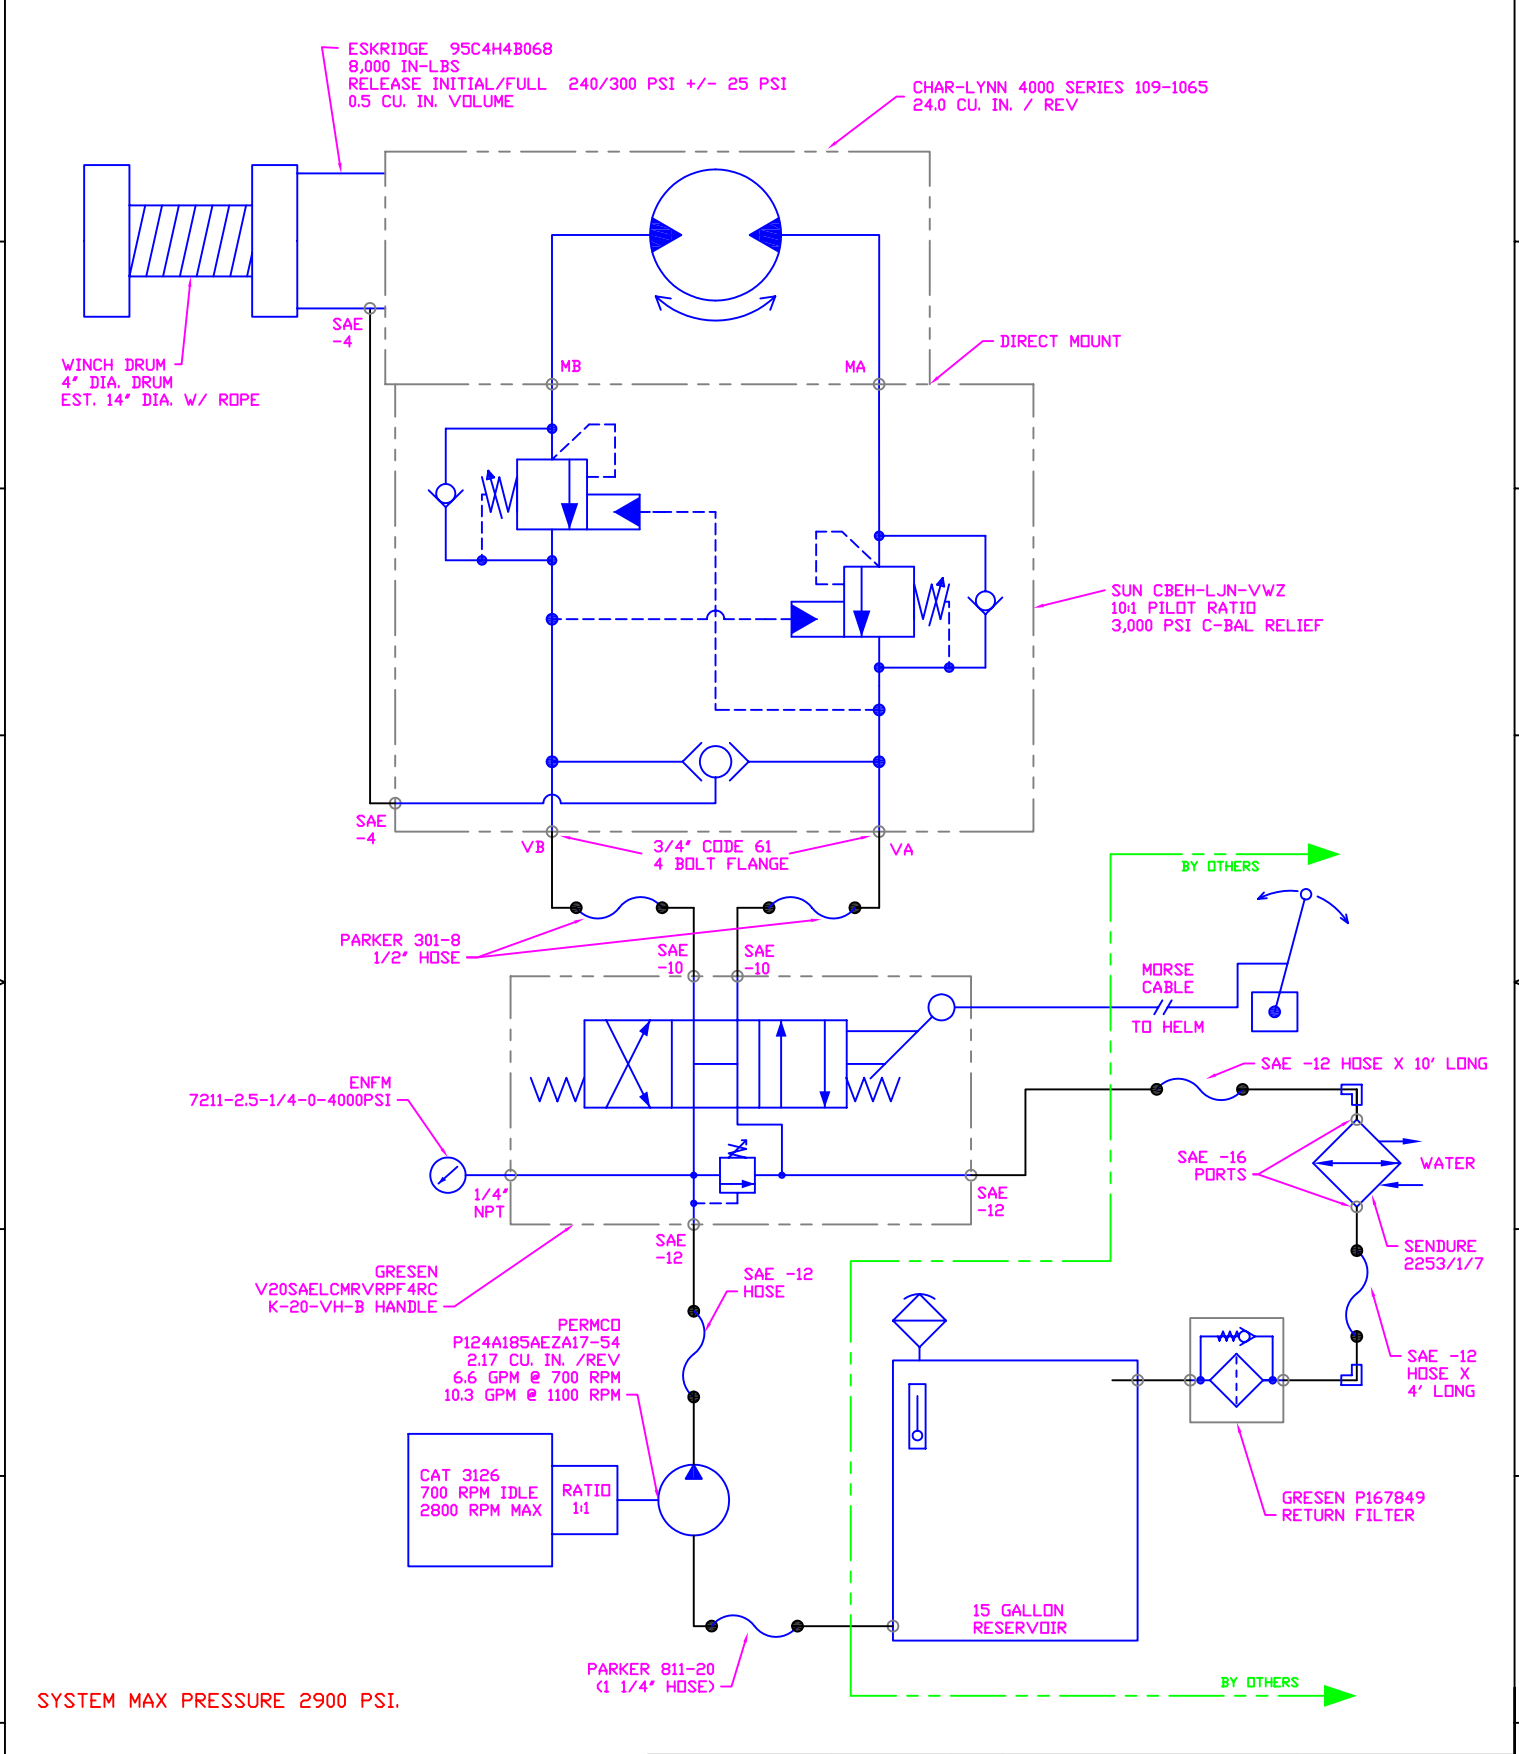 ESKRIDGE 95C4H4B068
8,000 IN-LBS
RELEASE INITIAL/FULL 240/300 PSI +/- 25 PSI
0.5 CU. IN. VOLUME
CHAR-LYNN 4000 SERIES 109-1065
24.0 CU. IN. / REV
SAE
-4
WINCH DRUM
4" DIA. DRUM
EST. 14" DIA. W/ ROPE
MB
MA
DIRECT MOUNT
SUN CBEH-LJN-VWZ
10:1 PILOT RATIO
3,000 PSI C-BAL RELIEF
SAE
-4
VB
3/4" CODE 61
4 BOLT FLANGE
VA
BY OTHERS
PARKER 301-8
1/2" HOSE
SAE
-10
SAE
-10
MORSE
CABLE
TO HELM
ENFM
7211-2.5-1/4-0-4000PSI
SAE -12 HOSE X 10' LONG
SAE -16
PORTS
WATER
1/4"
NPT
SAE
-12
SAE
-12
SENDURE
2253/1/7
GRESEN
V20SAELCMRVRPF4RC
K-20-VH-B HANDLE
SAE -12
HOSE
PERMCO
P124A185AEZA17-54
2.17 CU. IN. /REV
6.6 GPM @ 700 RPM
10.3 GPM @ 1100 RPM
SAE -12
HOSE X
4' LONG
CAT 3126
700 RPM IDLE
2800 RPM MAX
RATIO
1:1
GRESEN P167849
RETURN FILTER
15 GALLON
RESERVOIR
PARKER 811-20
(1 1/4" HOSE)
BY OTHERS
SYSTEM MAX PRESSURE 2900 PSI.